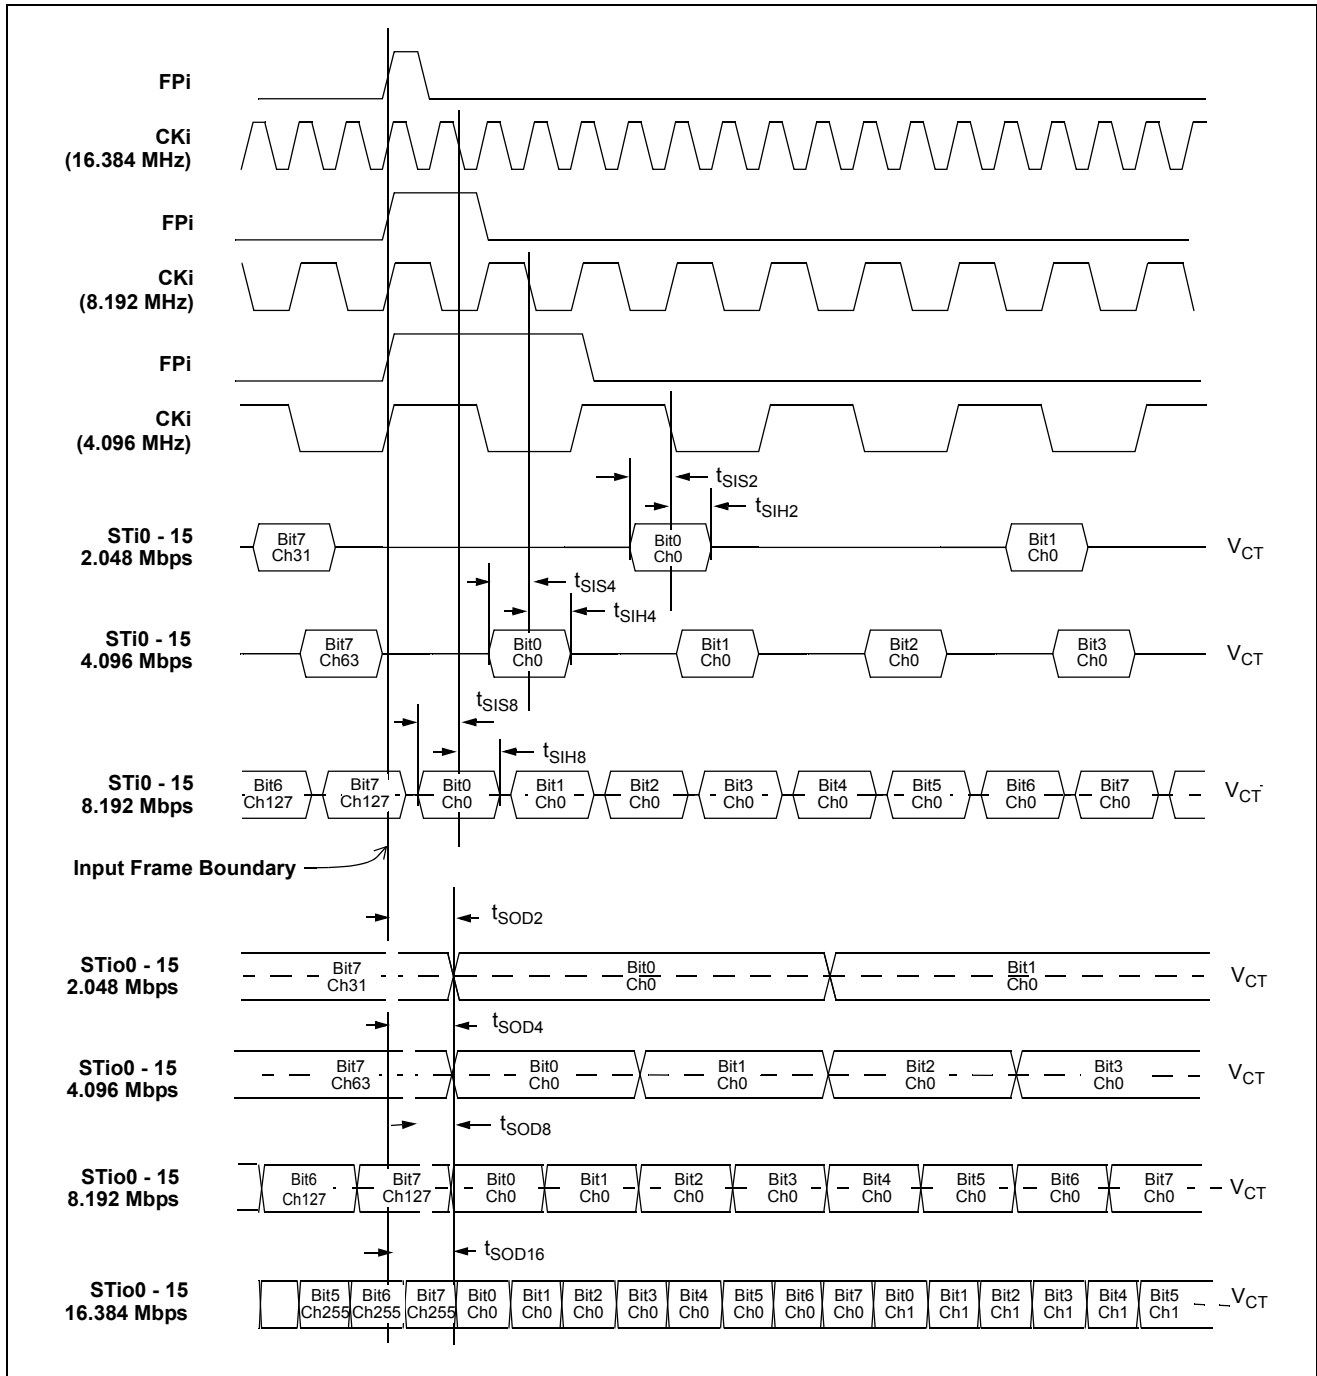 FPi
CKi
(16.384 MHz)
FPi
CKi
(8.192 MHz)
FPi
CKi
(4.096 MHz)
tSIS2
tSIH2
STi0 - 15
2.048 Mbps
Bit7
Ch31
Bit0
Ch0
Bit1
Ch0
VCT
tSIS4
tSIH4
STi0 - 15
4.096 Mbps
Bit7
Ch63
Bit0
Ch0
Bit1
Ch0
Bit2
Ch0
Bit3
Ch0
VCT
tSIS8
tSIH8
STi0 - 15
8.192 Mbps
Bit6
Ch127
Bit7
Ch127
Bit0
Ch0
Bit1
Ch0
Bit2
Ch0
Bit3
Ch0
Bit4
Ch0
Bit5
Ch0
Bit6
Ch0
Bit7
Ch0
VCT
Input Frame Boundary
tSOD2
STio0 - 15
2.048 Mbps
Bit7
Ch31
Bit0
Ch0
Bit1
Ch0
VCT
tSOD4
STio0 - 15
4.096 Mbps
Bit7
Ch63
Bit0
Ch0
Bit1
Ch0
Bit2
Ch0
Bit3
Ch0
VCT
tSOD8
STio0 - 15
8.192 Mbps
Bit6
Ch127
Bit7
Ch127
Bit0
Ch0
Bit1
Ch0
Bit2
Ch0
Bit3
Ch0
Bit4
Ch0
Bit5
Ch0
Bit6
Ch0
Bit7
Ch0
VCT
tSOD16
STio0 - 15
16.384 Mbps
Bit5
Ch255
Bit6
Ch255
Bit7
Ch255
Bit0
Ch0
Bit1
Ch0
Bit2
Ch0
Bit3
Ch0
Bit4
Ch0
Bit5
Ch0
Bit6
Ch0
Bit7
Ch0
Bit0
Ch1
Bit1
Ch1
Bit2
Ch1
Bit3
Ch1
Bit4
Ch1
Bit5
Ch1
VCT